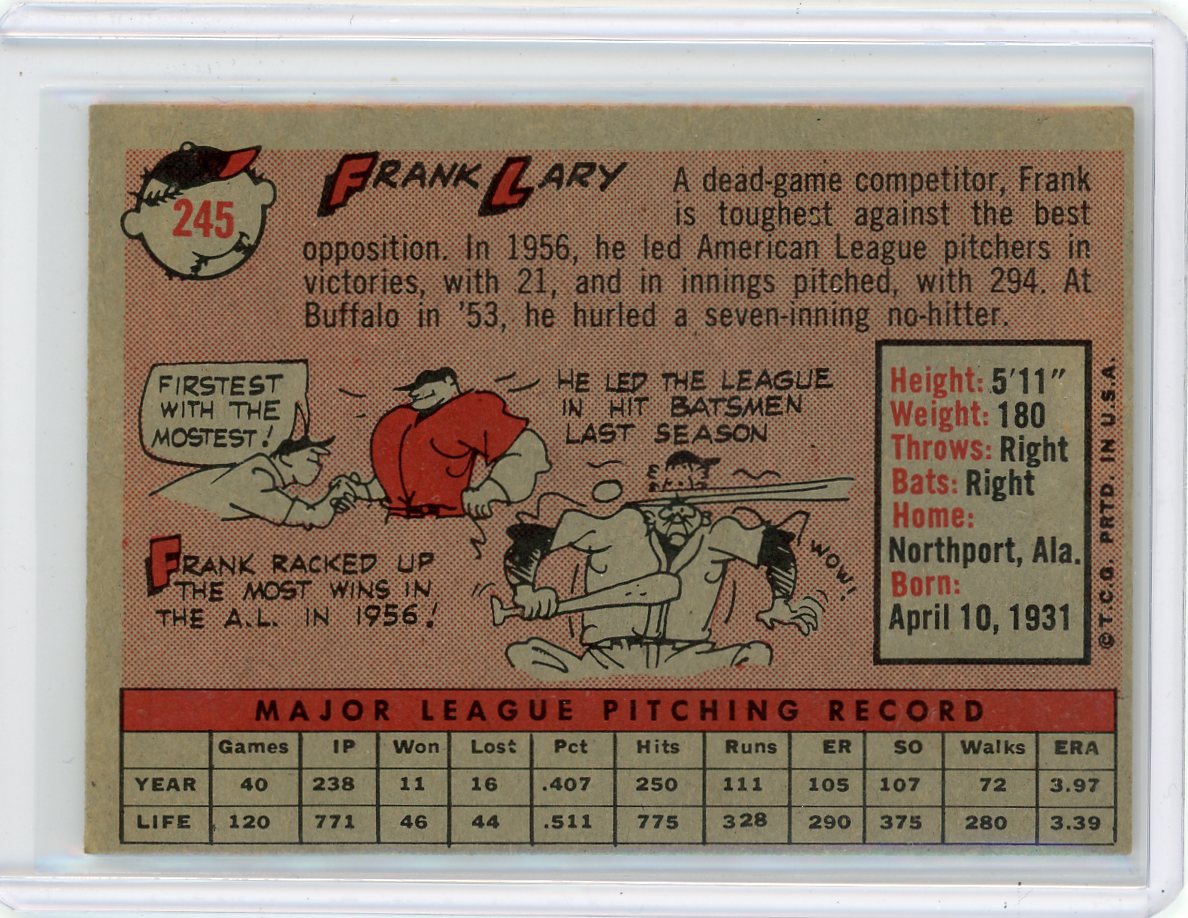 245
FRANK LARY
A dead-game competitor, Frank
is toughest against the best
opposition. In 1956, he led American League pitchers in
victories, with 21, and in innings pitched, with 294. At
Buffalo in '53, he hurled a seven-inning no-hitter.
FIRSTEST
WITH THE
MOSTEST!
HE LED THE LEAGUE
IN HIT BATSMEN
LAST SEASON
FRANK RACKED UP
THE MOST WINS IN
THE A.L. IN 1956!
WOW!
Height: 5'11"
Weight: 180
Throws: Right
Bats: Right
Home:
Northport, Ala.
Born:
April 10, 1931
©T.C.G. PRTD. IN U.S.A.
MAJOR LEAGUE PITCHING RECORD
Games IP Won Lost Pct Hits Runs ER SO Walks ERA
YEAR 40 238 11 16 .407 250 111 105 107 72 3.97
LIFE 120 771 46 44 .511 775 328 290 375 280 3.39